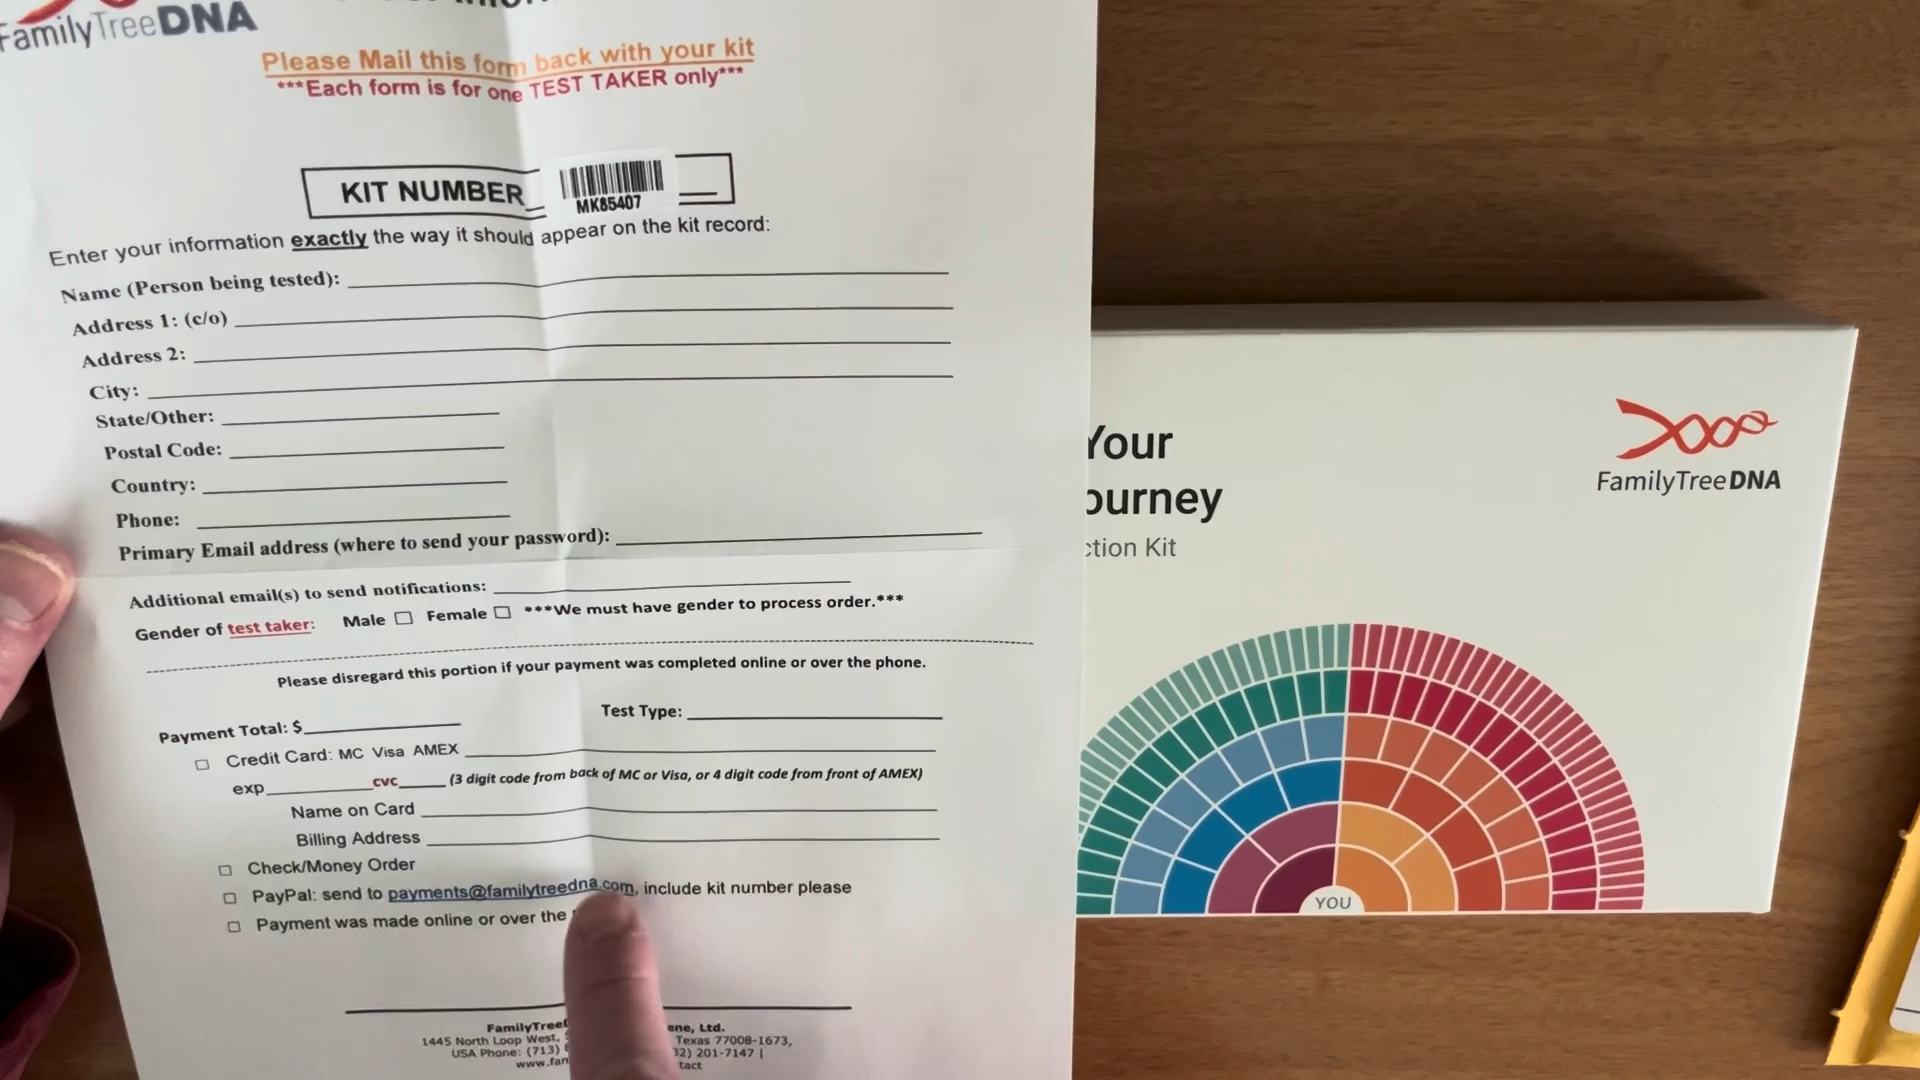 FamilyTreeDNA
Please Mail this form back with your kit
***Each form is for one TEST TAKER only***
KIT NUMBER
MK85407
Enter your information exactly the way it should appear on the kit record:
Name (Person being tested):
Address 1: (c/o)
Address 2:
City:
State/Other:
Postal Code:
Country:
Phone:
Primary Email address (where to send your password):
Additional email(s) to send notifications:
Gender of test taker: Male ☐ Female ☐ ***We must have gender to process order.***
Please disregard this portion if your payment was completed online or over the phone.
Payment Total: $ Test Type:
☐ Credit Card: MC Visa AMEX
exp cvc (3 digit code from back of MC or Visa, or 4 digit code from front of AMEX)
Name on Card
Billing Address
☐ Check/Money Order
☐ PayPal: send to payments@familytreedna.com, include kit number please
☐ Payment was made online or over the
ene, Ltd.
1445 North Loop West, Texas 77008-1673,
USA Phone: (713) 201-7147 |
Your
ourney
ction Kit
FamilyTreeDNA
YOU